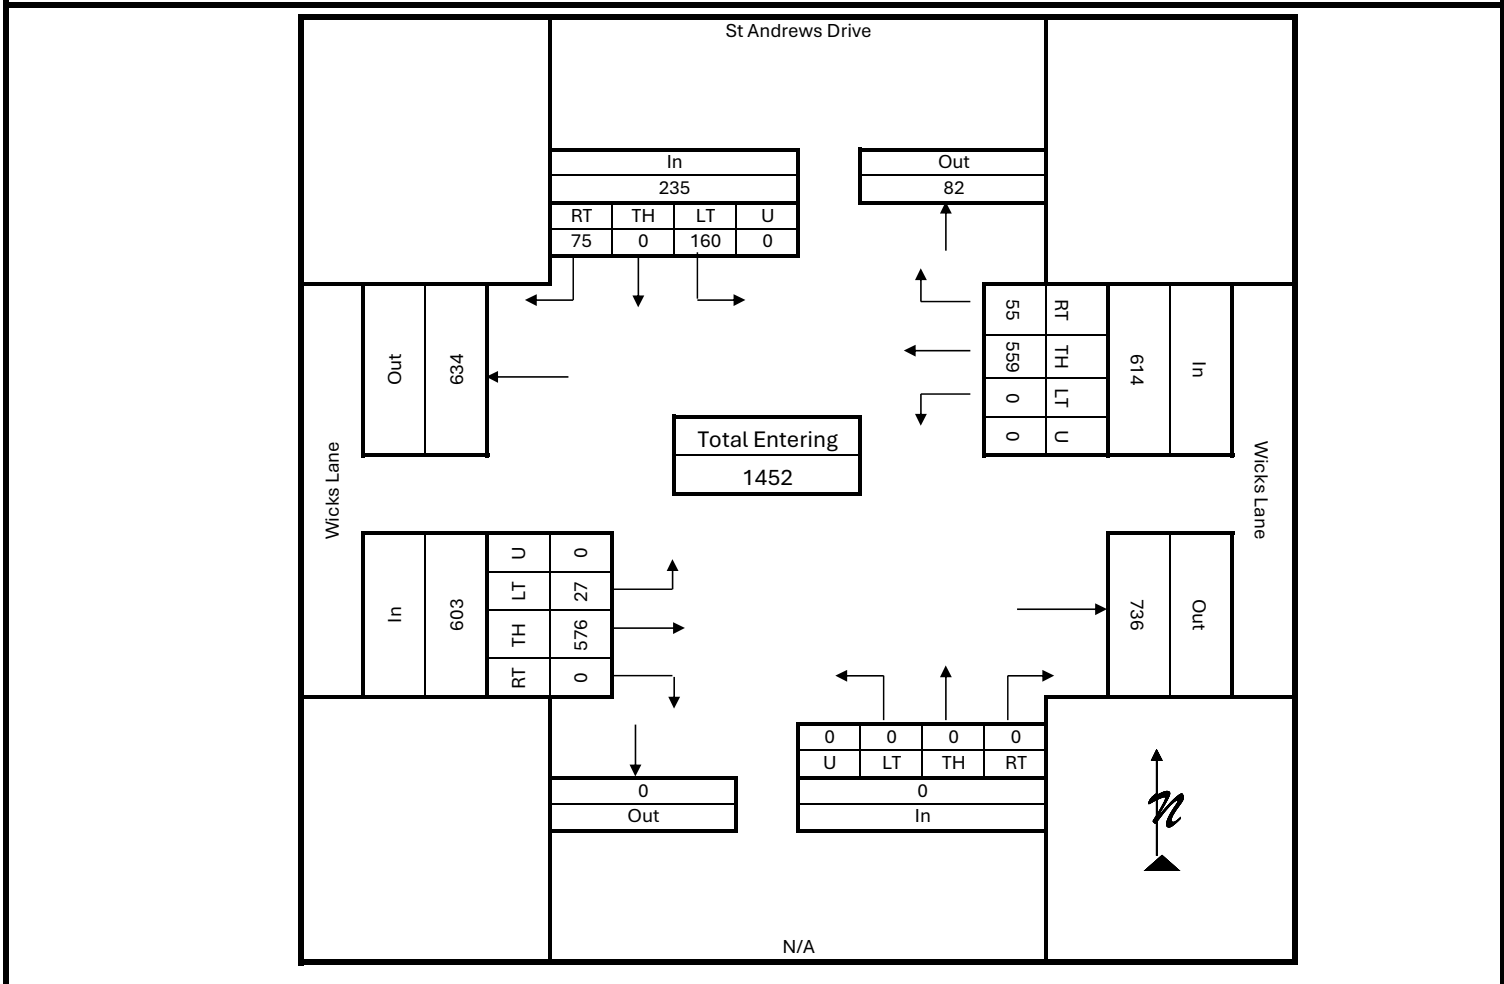 St Andrews Drive
In
235
RT TH LT U
75 0 160 0
Out
82
Out
634
55 RT
559 TH
0 LT
0 U
614
In
Wicks Lane
Total Entering
1452
Wicks Lane
In
603
U 0
LT 27
TH 576
RT 0
736
Out
0
Out
0 0 0 0
U LT TH RT
0
In
N
N/A